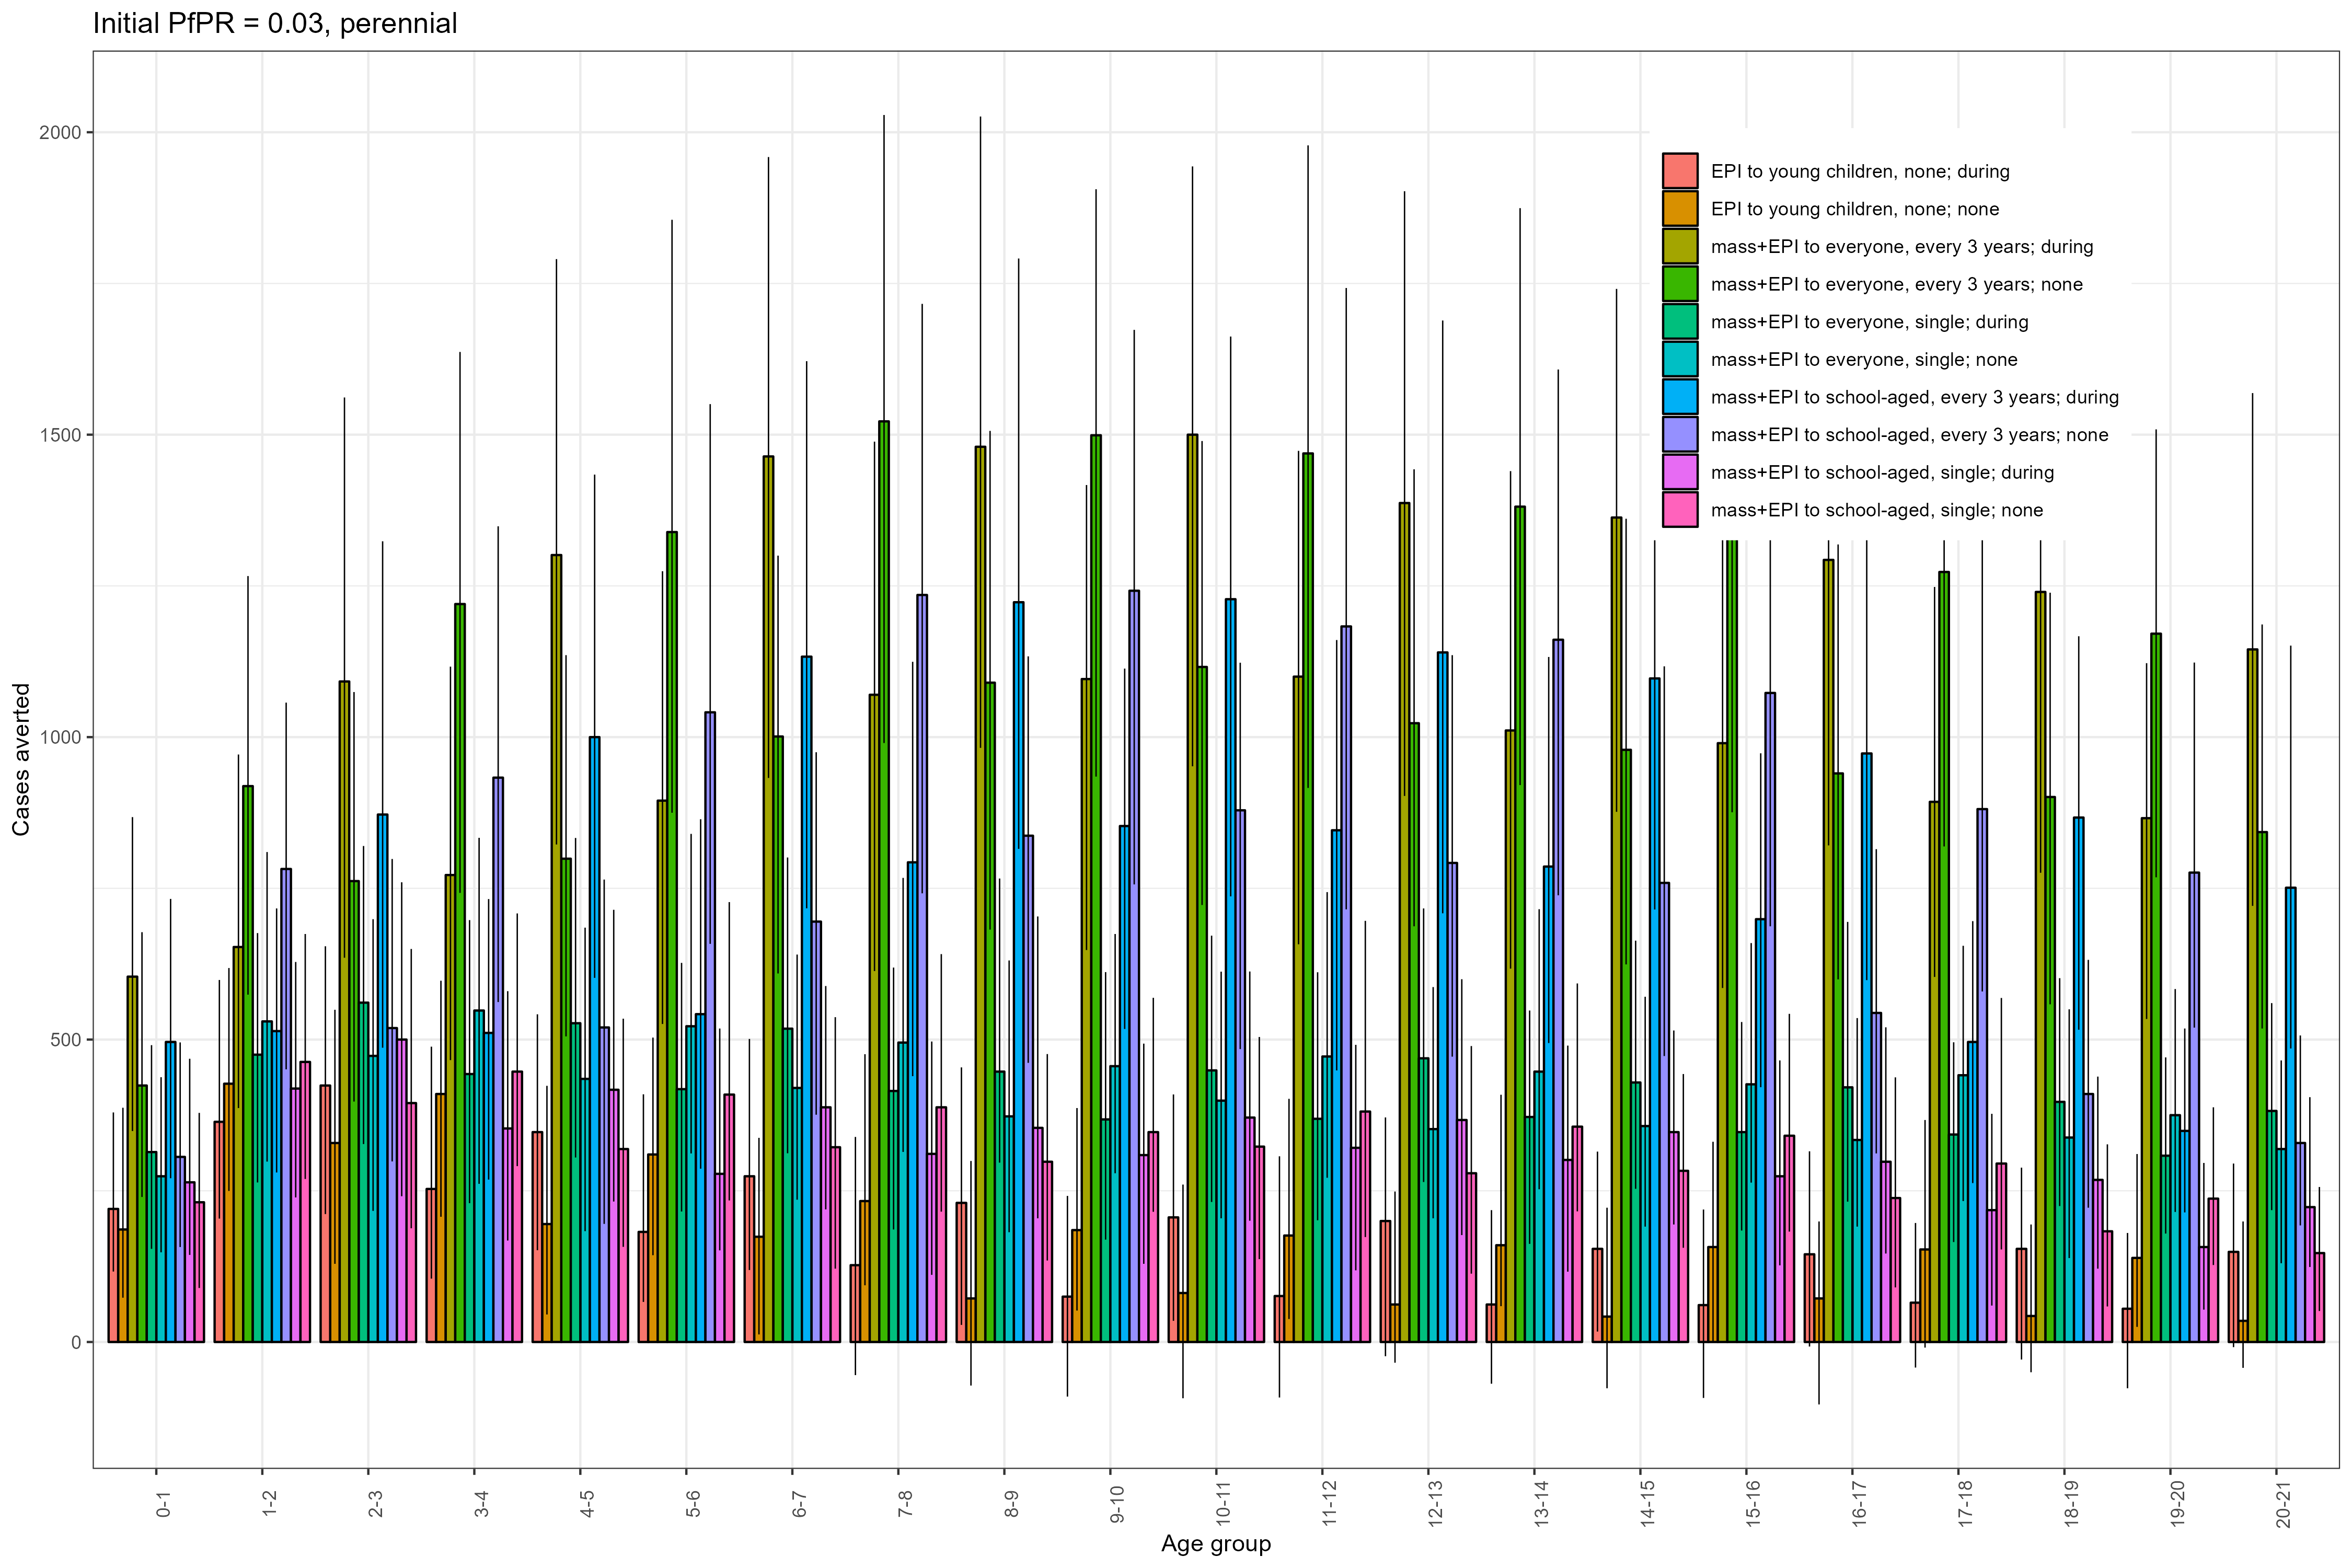 Initial PfPR = 0.03, perennial
Cases averted
2000
1500
1000
500
0
EPI to young children, none; during
EPI to young children, none; none
mass+EPI to everyone, every 3 years; during
mass+EPI to everyone, every 3 years; none
mass+EPI to everyone, single; during
mass+EPI to everyone, single; none
mass+EPI to school-aged, every 3 years; during
mass+EPI to school-aged, every 3 years; none
mass+EPI to school-aged, single; during
mass+EPI to school-aged, single; none
0-1
1-2
2-3
3-4
4-5
5-6
6-7
7-8
8-9
9-10
10-11
11-12
12-13
13-14
14-15
15-16
16-17
17-18
18-19
19-20
20-21
Age group